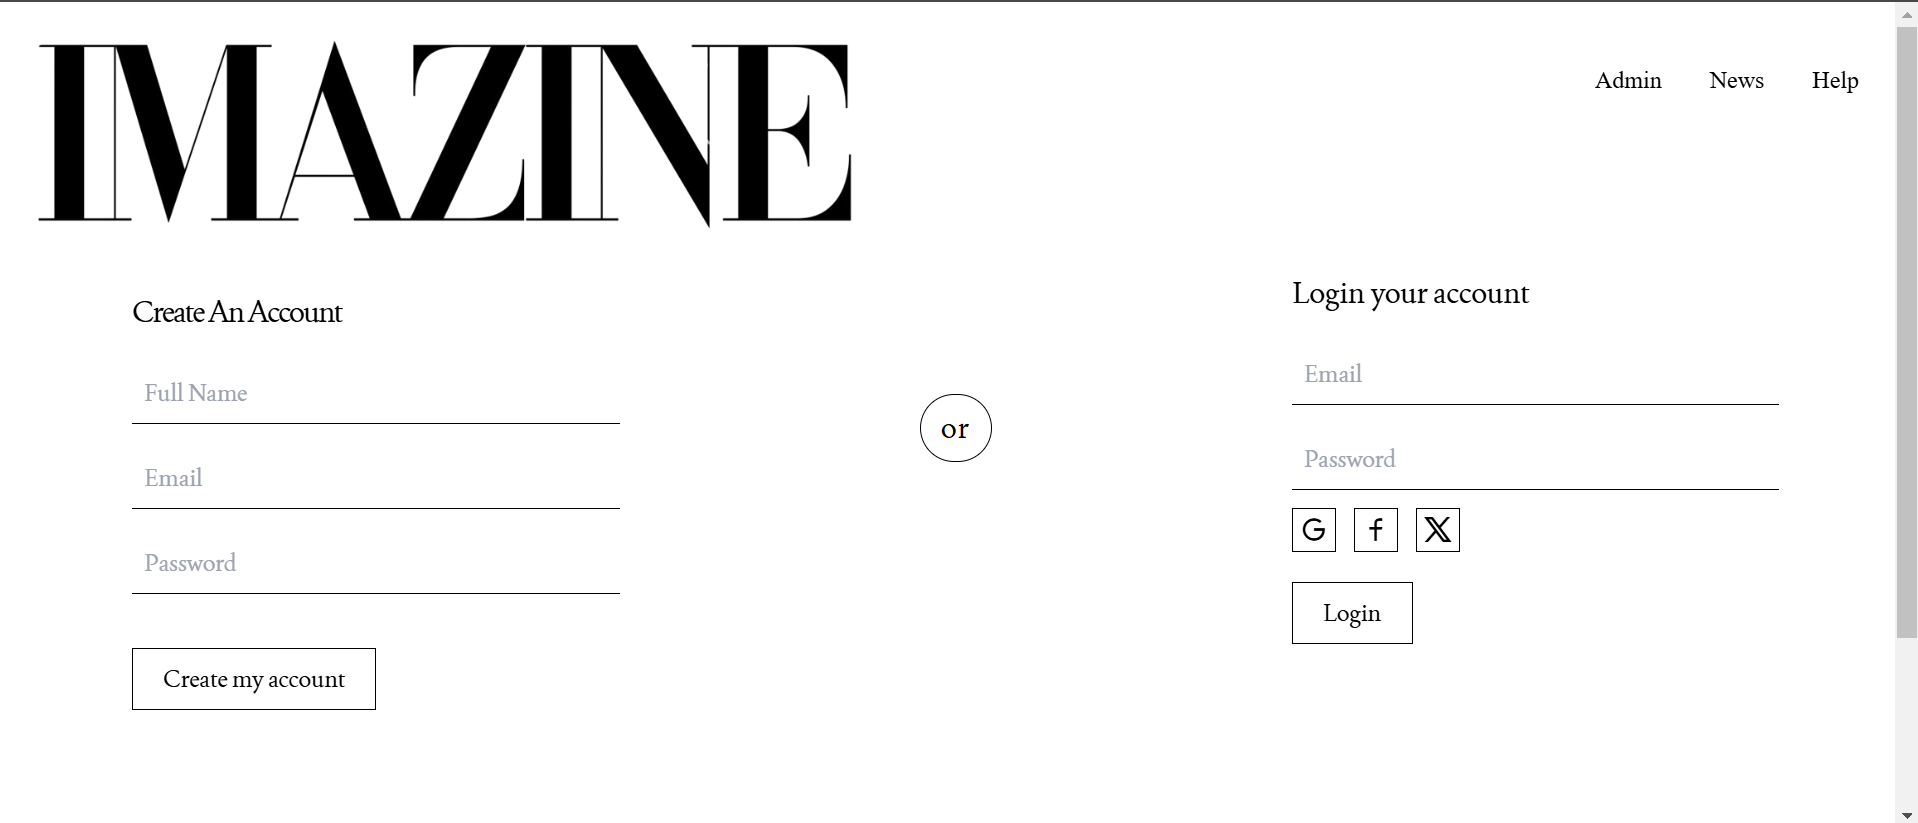 IMAZINE
Admin News Help
Create An Account
Full Name
Email
Password
Create my account
or
Login your account
Email
Password
G f X
Login